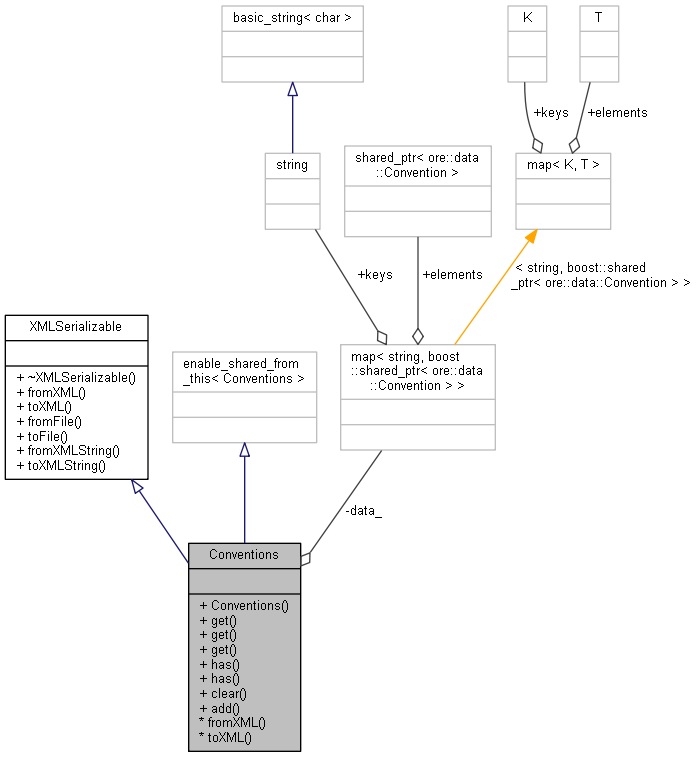 basic_string< char >
K
T
+keys
+elements
string
shared_ptr< ore::data
::Convention >
map< K, T >
+keys
+elements
< string, boost::shared
_ptr< ore::data::Convention > >
XMLSerializable
+ ~XMLSerializable()
+ fromXML()
+ toXML()
+ fromFile()
+ toFile()
+ fromXMLString()
+ toXMLString()
enable_shared_from
_this< Conventions >
map< string, boost
::shared_ptr< ore::data
::Convention > >
-data_
Conventions
+ Conventions()
+ get()
+ get()
+ get()
+ has()
+ has()
+ clear()
+ add()
* fromXML()
* toXML()